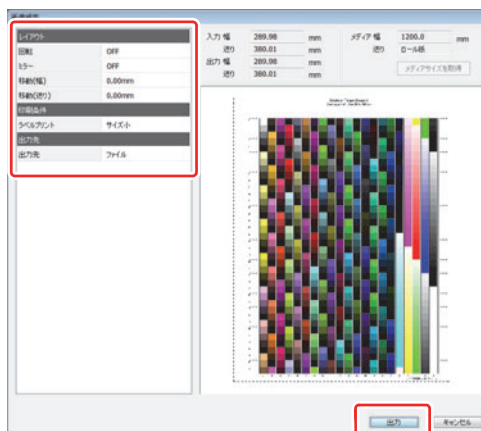 レイアウト
回転 OFF
ミラー OFF
移動(幅) 0.00mm
移動(送り) 0.00mm
印刷条件
ラベルプリント サイズ:小
出力先
出力先 ファイル
入力 幅 289.98 mm
送り 380.01 mm
出力 幅 289.98 mm
送り 380.01 mm
メディア 幅 1200.0 mm
送り ロール紙
メディアサイズを取得
出力
キャンセル